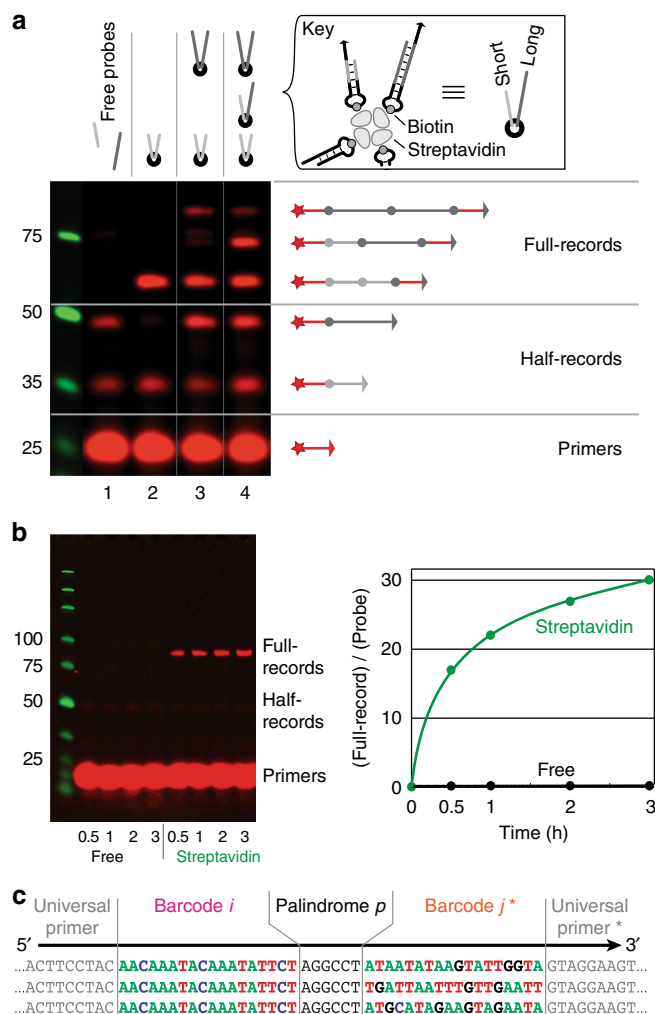 a
Free probes
Key
Biotin
Streptavidin
≡
Short
Long
75
50
35
25
Full-records
Half-records
Primers
1 2 3 4
b
100
75
50
25
Full-
records
Half-
records
Primers
0.5 1 2 3 0.5 1 2 3
Free Streptavidin
(Full-record) / (Probe)
30
20
10
0
Streptavidin
Free
0 0.5 1 2 3
Time (h)
c
Universal primer
Barcode i
Palindrome p
Barcode j*
Universal primer *
5′ 3′
...ACTTCCTAC AACAAATACAAATATTCT AGGCCT ATAATATAAGTATTGGTA GTAGGAAGT...
...ACTTCCTAC AACAAATACAAATATTCT AGGCCT TGATTAATTTGTTGAATT GTAGGAAGT...
...ACTTCCTAC AACAAATACAAATATTCT AGGCCT ATGCATAGAAGTAGAATA GTAGGAAGT...